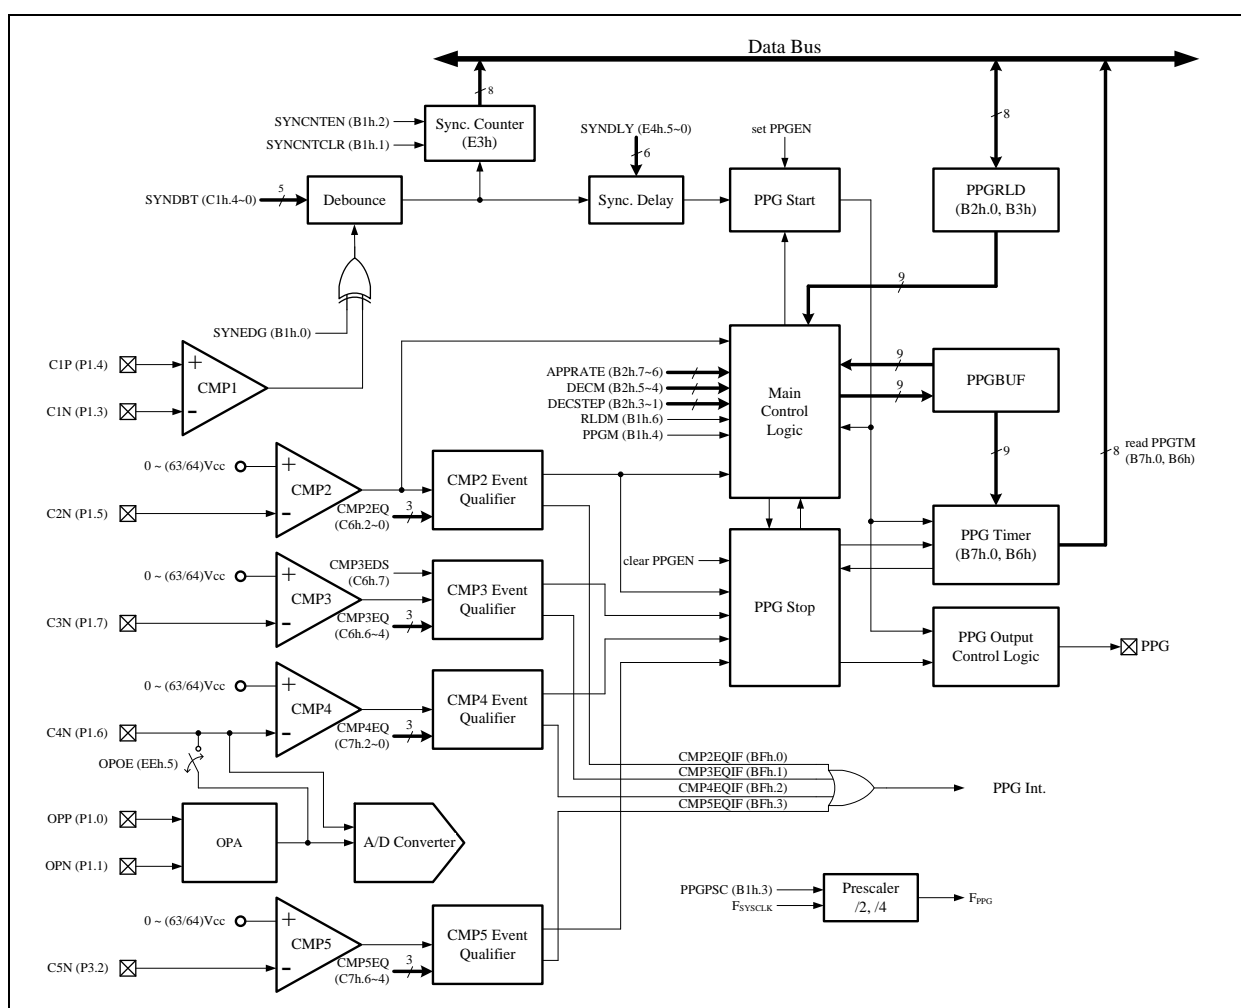 Data Bus
8
SYNCNTEN (B1h.2)
SYNCNTCLR (B1h.1)
Sync. Counter
(E3h)
SYNDLY (E4h.5~0)
6
set PPGEN
8
SYNDBT (C1h.4~0)
5
Debounce
Sync. Delay
PPG Start
PPGRLD
(B2h.0, B3h)
9
SYNEDG (B1h.0)
C1P (P1.4)
+
CMP1
C1N (P1.3)
-
APPRATE (B2h.7~6)
DECM (B2h.5~4)
DECSTEP (B2h.3~1)
RLDM (B1h.6)
PPGM (B1h.4)
Main
Control
Logic
9
9
PPGBUF
9
8
read PPGTM
(B7h.0, B6h)
0 ~ (63/64)Vcc
+
CMP2
C2N (P1.5)
-
CMP2 Event
Qualifier
CMP2EQ
(C6h.2~0)
3
PPG Timer
(B7h.0, B6h)
clear PPGEN
PPG Stop
0 ~ (63/64)Vcc
+
CMP3
C3N (P1.7)
-
CMP3EDS
(C6h.7)
CMP3EQ
(C6h.6~4)
3
CMP3 Event
Qualifier
PPG Output
Control Logic
PPG
0 ~ (63/64)Vcc
+
CMP4
C4N (P1.6)
-
CMP4 Event
Qualifier
CMP4EQ
(C7h.2~0)
3
OPOE (EEh.5)
CMP2EQIF (BFh.0)
CMP3EQIF (BFh.1)
CMP4EQIF (BFh.2)
CMP5EQIF (BFh.3)
PPG Int.
OPP (P1.0)
OPN (P1.1)
OPA
A/D Converter
PPGPSC (B1h.3)
FSYSCLK
Prescaler
/2, /4
FPPG
0 ~ (63/64)Vcc
+
CMP5
C5N (P3.2)
-
CMP5 Event
Qualifier
CMP5EQ
(C7h.6~4)
3